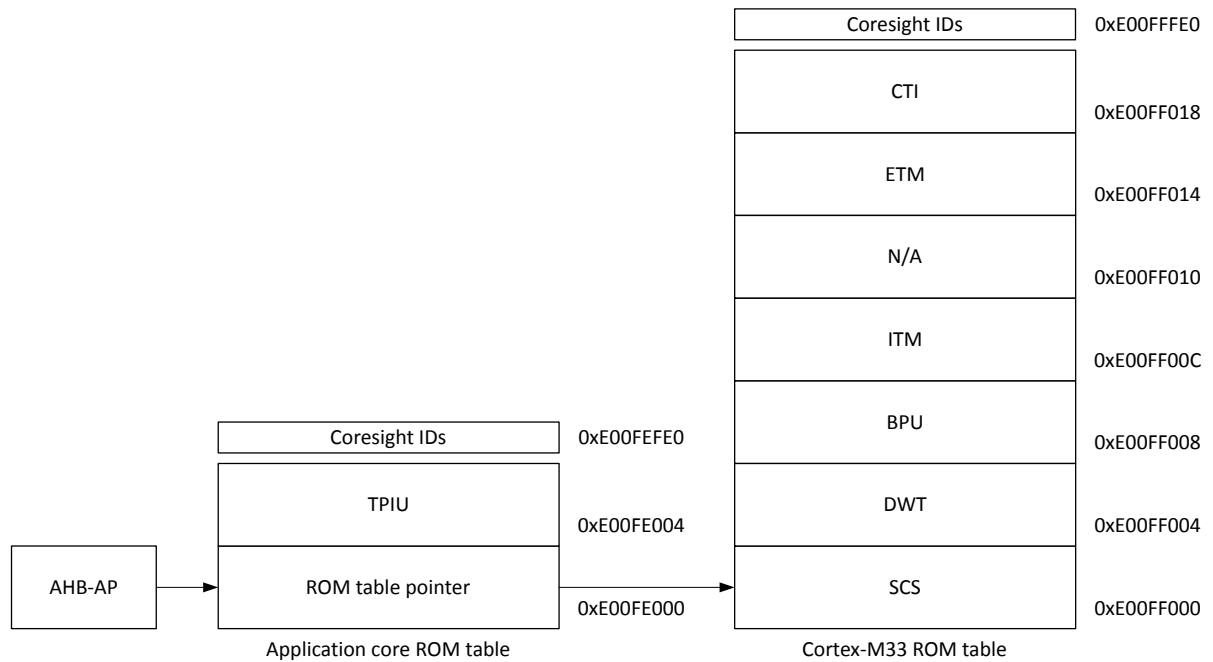 Coresight IDs 0xE00FFFE0
CTI
0xE00FF018
ETM
0xE00FF014
N/A
0xE00FF010
ITM
0xE00FF00C
BPU
0xE00FF008
DWT
0xE00FF004
SCS
0xE00FF000
Cortex-M33 ROM table
Coresight IDs 0xE00FEFE0
TPIU
0xE00FE004
ROM table pointer
0xE00FE000
Application core ROM table
AHB-AP